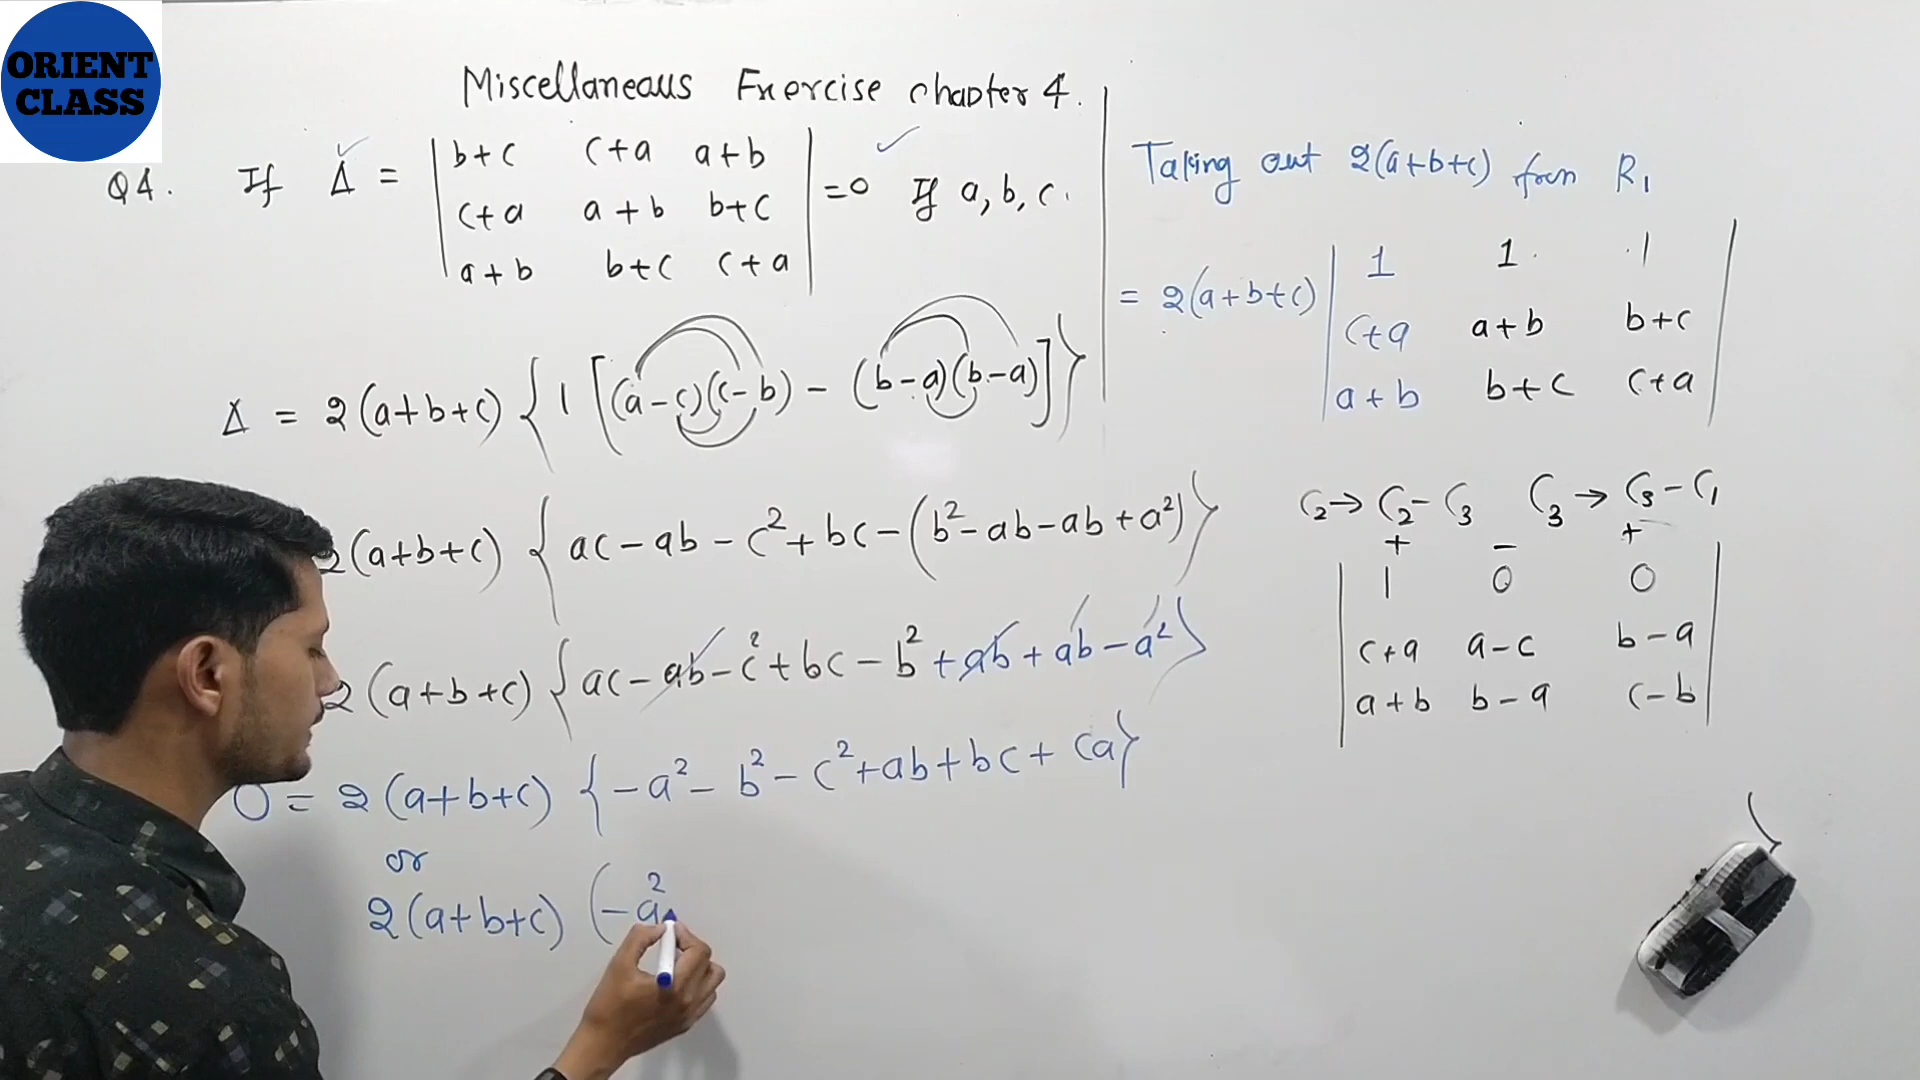 ORIENT
CLASS
Miscellaneous Exercise chapter 4.
Q4. If Δ = | b+c c+a a+b |
| c+a a+b b+c | =0 If a, b, c.
| a+b b+c c+a |
Δ = 2(a+b+c) { 1 [(a-c)(c-b) - (b-a)(b-a)] }
2(a+b+c) { ac-ab-c²+bc-(b²-ab-ab+a²) }
2(a+b+c) { ac-ab-c²+bc-b²+ab+ab-a² }
0 = 2(a+b+c) { -a²-b²-c²+ab+bc+ca }
or
2(a+b+c) (-a²
Taking out 2(a+b+c) from R₁
= 2(a+b+c) | 1 1 1 |
| c+a a+b b+c |
| a+b b+c c+a |
C₂→C₂-C₃ C₃→C₃-C₁
+ - +
| 1 0 0 |
| c+a a-c b-a |
| a+b b-a c-b |